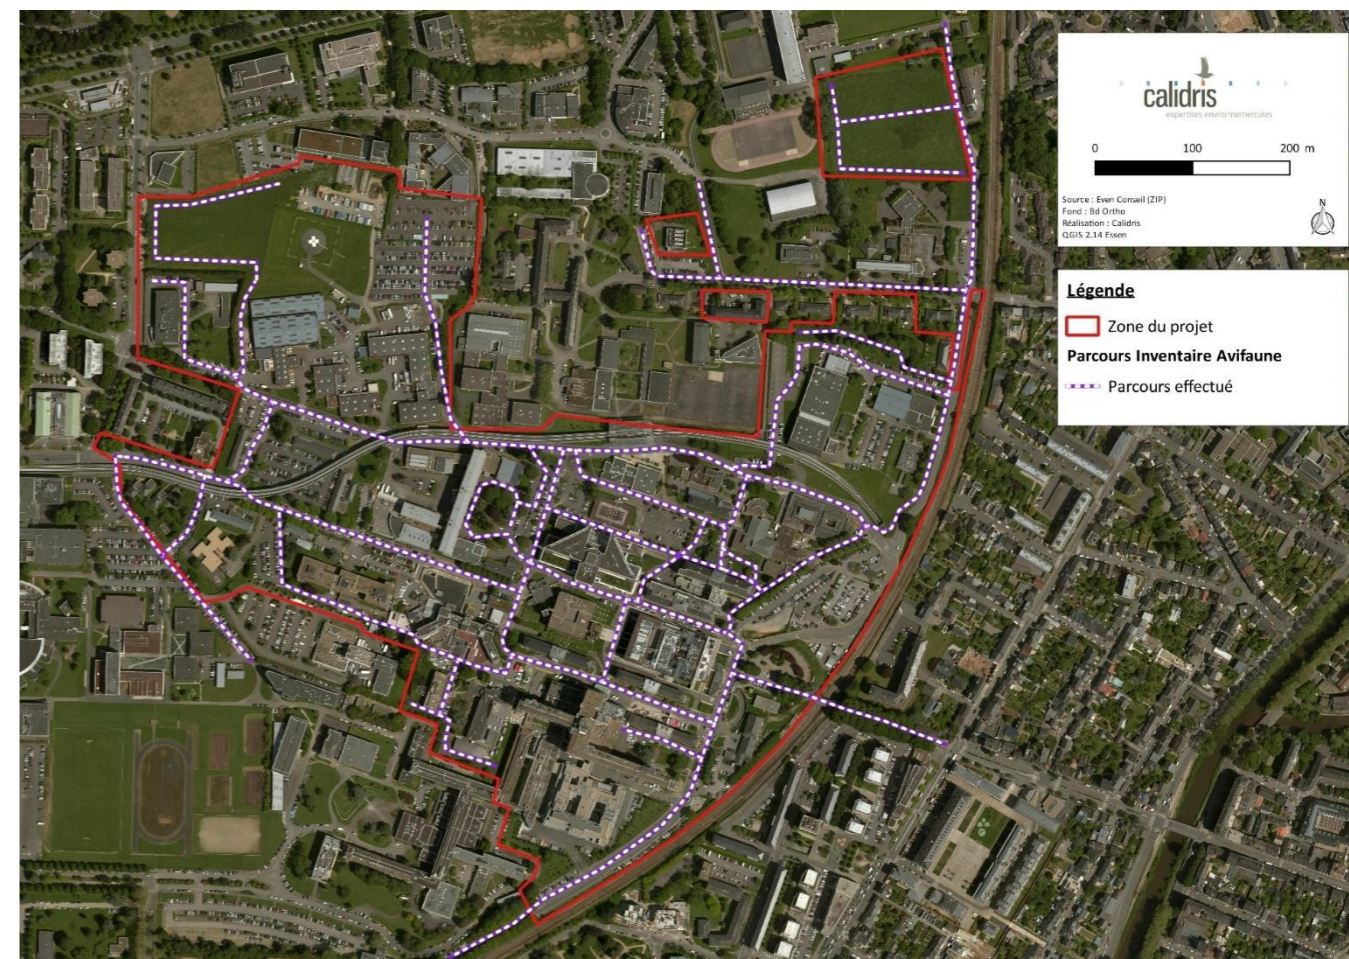 calidris
expertises environnementales
0 100 200 m
Source : Even Conseil (ZIP)
Fond : Bd Ortho
Réalisation : Calidris
QGIS 2.14 Essen
N
Légende
Zone du projet
Parcours Inventaire Avifaune
Parcours effectué